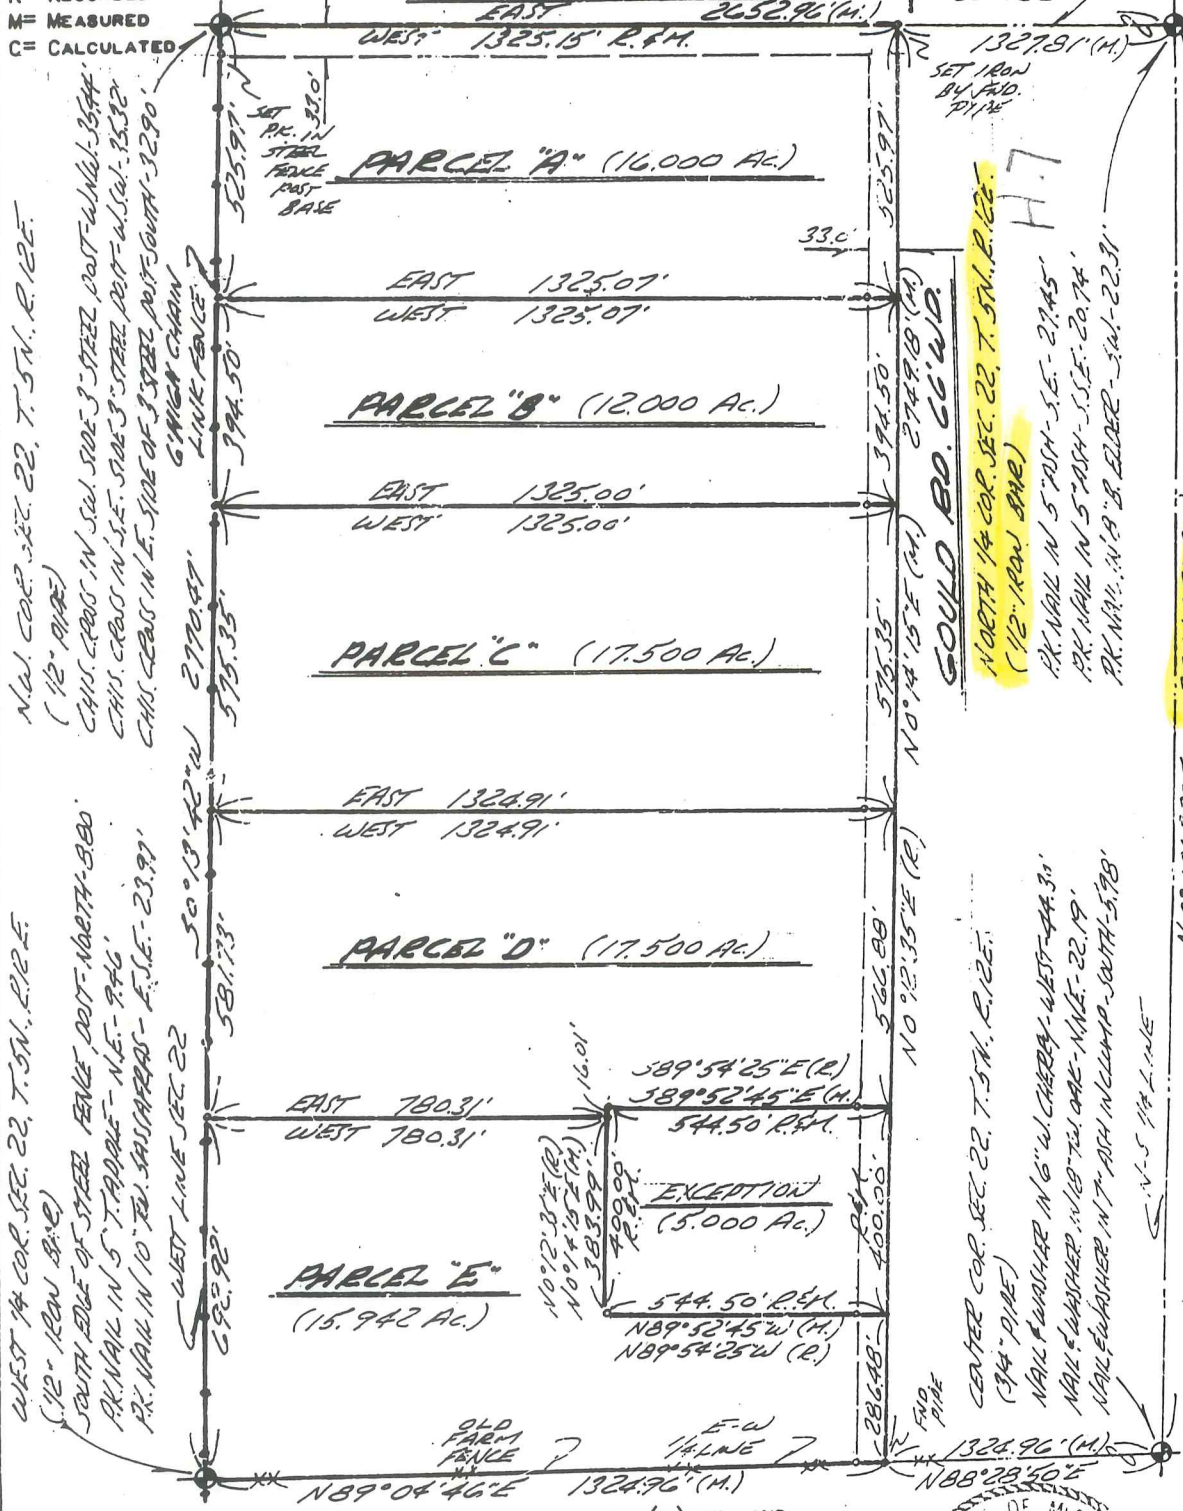 M= MEASURED
C= CALCULATED
EAST 2652.96'(M.)
WEST 1325.15' R.&M.
1327.81'(M.)
SET IRON
BY FND.
PIPE
SET
P.K. IN
STEEL
FENCE
POST
BASE
33.0'
525.97'
PARCEL "A" (16.000 Ac.)
525.97'
33.0'
EAST 1325.07'
WEST 1325.07'
6' HIGH CHAIN
LINK FENCE
394.50'
PARCEL "B" (12.000 Ac.)
394.50'
2749.18'(M.)
N0°14'15"E (M.)
GOULD RD. 66' WD.
EAST 1325.00'
WEST 1325.00'
575.35'
PARCEL "C" (17.500 Ac.)
575.35'
S0°13'42"W 2770.47'
EAST 1324.91'
WEST 1324.91'
581.73'
PARCEL "D" (17.500 Ac.)
566.88'
N0°12'35"E (R.)
WEST LINE SEC. 22
EAST 780.31'
WEST 780.31'
16.01'
S89°54'25"E (R.)
S89°52'45"E (M.)
544.50' R.&M.
N0°12'35"E (R.)
N0°14'15"E (M.)
383.99'
400.00'
R.&M.
EXCEPTION
(5.000 Ac.)
R.&M.
400.00'
692.92'
PARCEL "E"
(15.942 Ac.)
544.50' R.&M.
N89°52'45"W (M.)
N89°54'25"W (R.)
286.48'
FND.
PIPE
OLD
FARM
FENCE
E-W
1/4 LINE
N89°04'46"E 1324.96'(M.)
1324.96'(M.)
N88°28'50"E
N.W. COR. SEC. 22, T.5N., R.12E.
(1/2" PIPE)
CHIS. CROSS IN S.W. SIDE 3" STEEL POST-W.N.W.-35.44'
CHIS. CROSS IN S.E. SIDE 3" STEEL POST-W.S.W.-35.32'
CHIS. CROSS IN E. SIDE OF 3" STEEL POST-SOUTH-32.90'
WEST 1/4 COR. SEC. 22, T.5N., R.12E.
(1/2" IRON BAR)
SOUTH EDGE OF STEEL FENCE POST-NORTH-8.80'
P.K. NAIL IN 5" T. APPLE - N.E.-9.46'
P.K. NAIL IN 10" TW. SASSAFRAS - E.S.E.-23.97'
H.7
NORTH 1/4 COR. SEC. 22, T.5N., R.12E.
(1/2" IRON BAR)
P.K. NAIL IN 5" ASH - S.E.-27.45'
P.K. NAIL IN 5" ASH - S.S.E.-20.74'
P.K. NAIL IN 8" B. ELDER - S.W.-22.31'
CENTER COR. SEC. 22, T.5N., R.12E.
(3/4" PIPE)
NAIL & WASHER IN 6" W. CHERRY-WEST-44.31'
NAIL & WASHER IN 18" TW. OAK-N.N.E.-22.19'
NAIL & WASHER IN 7" ASH IN CLUMP-SOUTH-5.98'
N-S 1/4 LINE